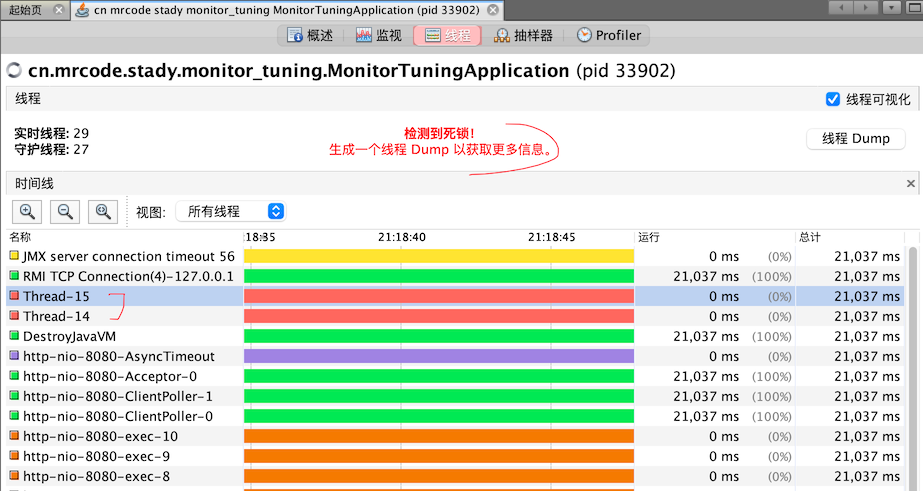 起始页
cn mrcode stady monitor_tuning MonitorTuningApplication (pid 33902)
概述 监视 线程 抽样器 Profiler
cn.mrcode.stady.monitor_tuning.MonitorTuningApplication (pid 33902)
线程 线程可视化
实时线程: 29
守护线程: 27
检测到死锁!
生成一个线程 Dump 以获取更多信息。
线程 Dump
时间线
视图: 所有线程
名称 :18:35 21:18:40 21:18:45 运行 总计
JMX server connection timeout 56 0 ms (0%) 21,037 ms
RMI TCP Connection(4)-127.0.0.1 21,037 ms (100%) 21,037 ms
Thread-15 0 ms (0%) 21,037 ms
Thread-14 0 ms (0%) 21,037 ms
DestroyJavaVM 21,037 ms (100%) 21,037 ms
http-nio-8080-AsyncTimeout 0 ms (0%) 21,037 ms
http-nio-8080-Acceptor-0 21,037 ms (100%) 21,037 ms
http-nio-8080-ClientPoller-1 21,037 ms (100%) 21,037 ms
http-nio-8080-ClientPoller-0 21,037 ms (100%) 21,037 ms
http-nio-8080-exec-10 0 ms (0%) 21,037 ms
http-nio-8080-exec-9 0 ms (0%) 21,037 ms
http-nio-8080-exec-8 0 ms (0%) 21,037 ms